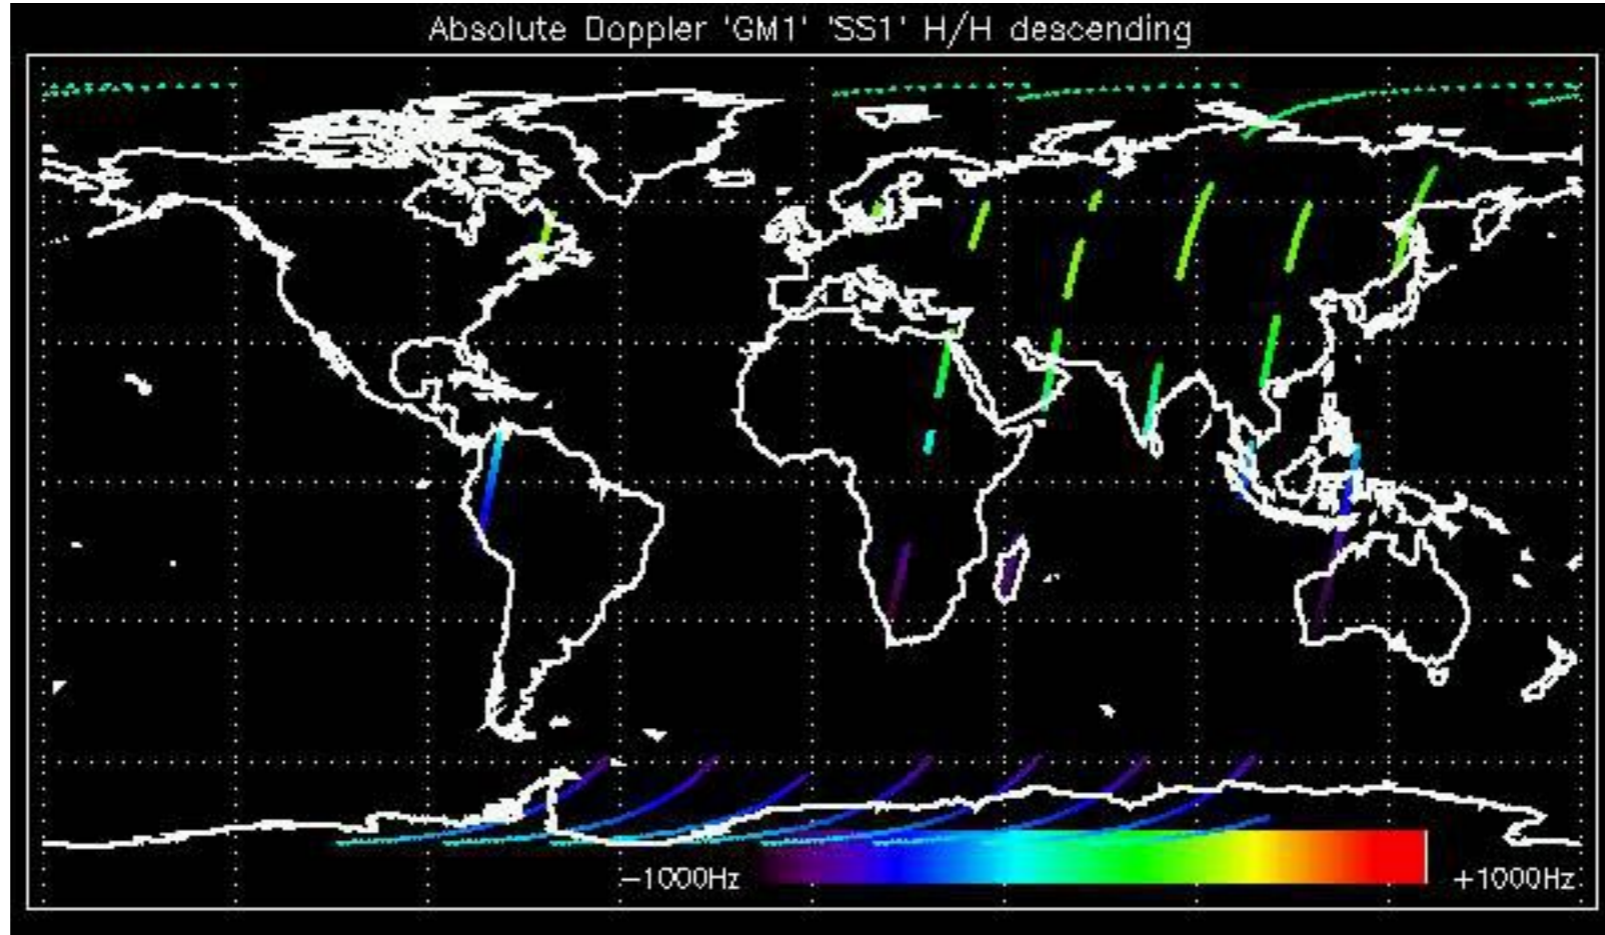 Absolute Doppler 'GM1' 'SS1' H/H descending
−1000Hz +1000Hz